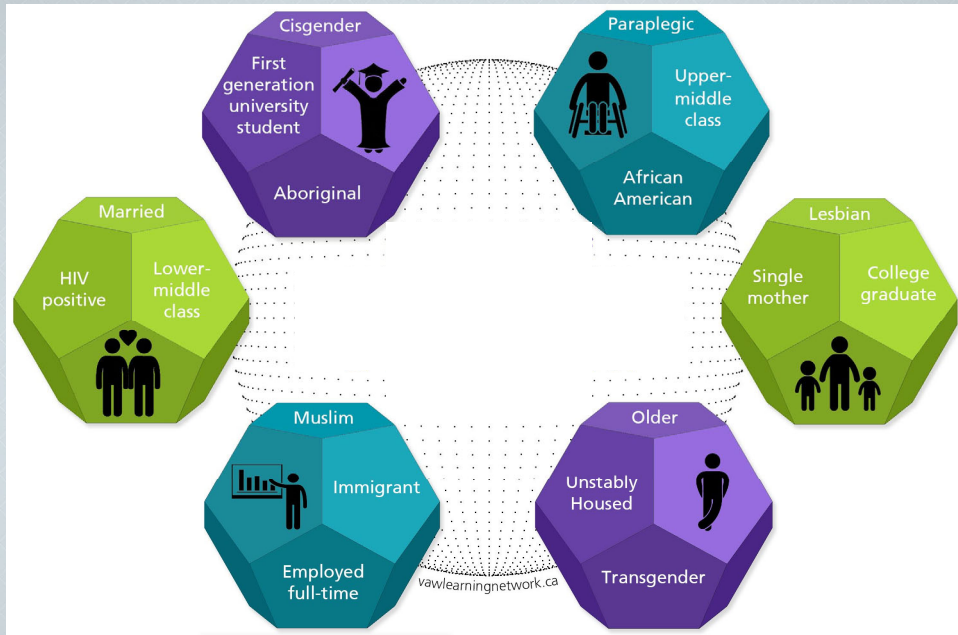 Cisgender
First
generation
university
student
Aboriginal
Paraplegic
Upper-
middle
class
African
American
Married
HIV
positive
Lower-
middle
class
Lesbian
Single
mother
College
graduate
Muslim
Immigrant
Employed
full-time
Older
Unstably
Housed
Transgender
vawlearningnetwork.ca